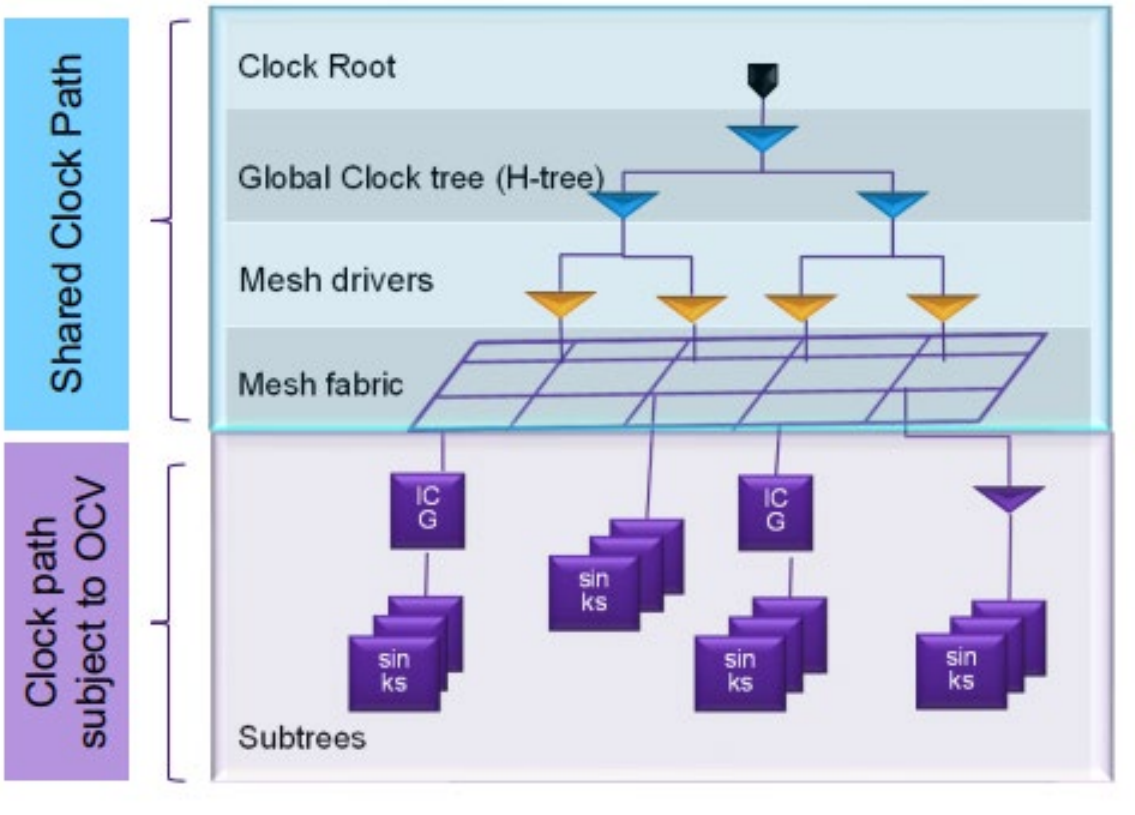 Shared Clock Path
Clock Root
Global Clock tree (H-tree)
Mesh drivers
Mesh fabric
Clock path
subject to OCV
IC
G
sin
ks
IC
G
sin
ks
sin
ks
sin
ks
Subtrees